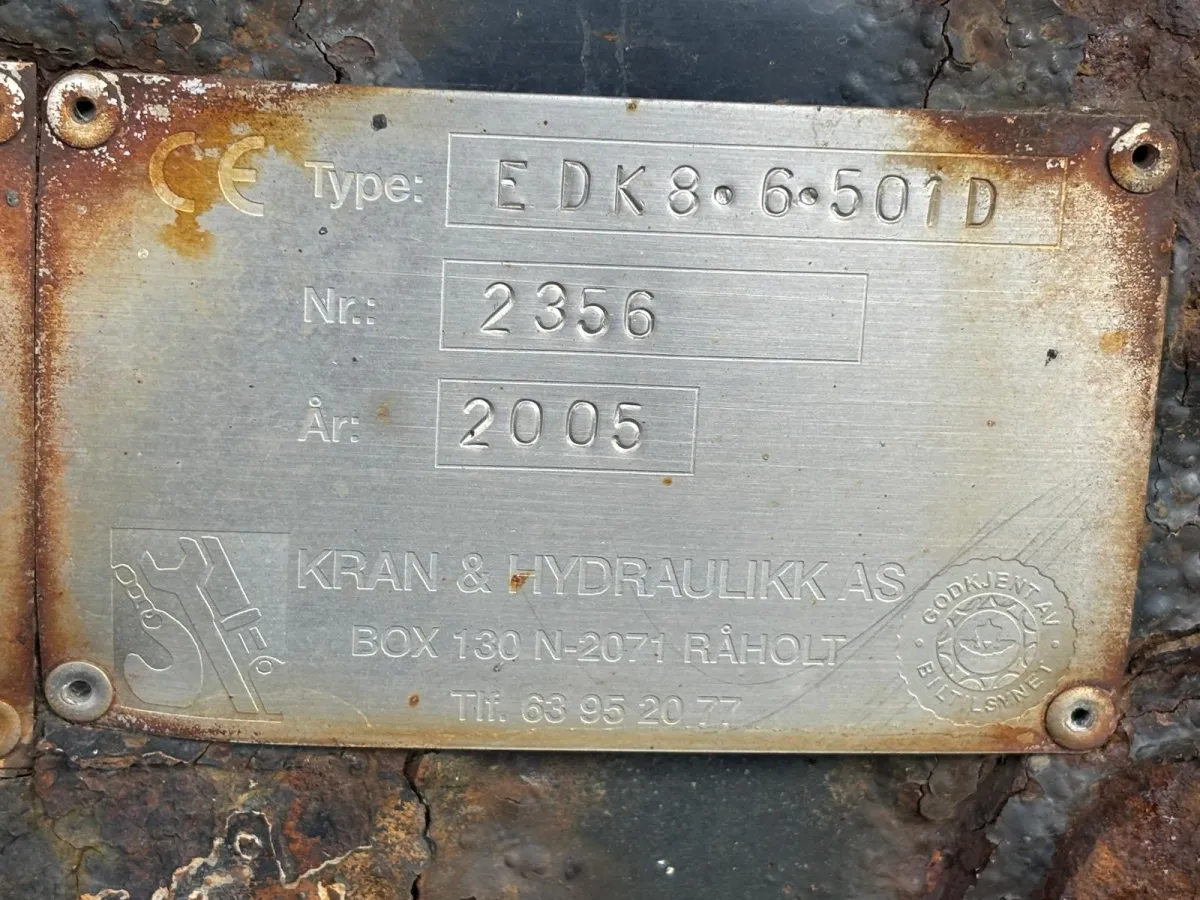 CE Type: EDK8·6·501D
Nr.: 2356
År: 2005
KRAN & HYDRAULIKK AS
BOX 130 N-2071 RÅHOLT
Tlf. 63 95 20 77
GODKJENT AV
BILTILSYNET